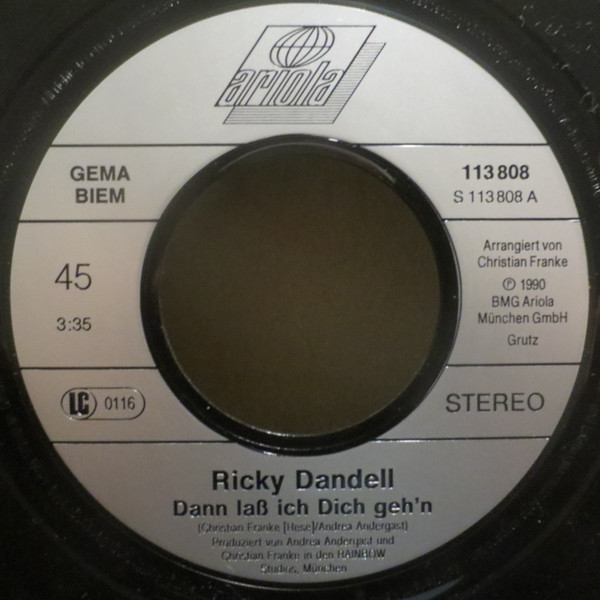 ariola
GEMA
BIEM
113 808
S 113 808 A
45
3:35
Arrangiert von
Christian Franke
Ⓟ 1990
BMG Ariola
München GmbH
Grutz
LC 0116
STEREO
Ricky Dandell
Dann laß ich Dich geh'n
(Christian Franke [Hese]/Andrea Andergast)
Produziert von Andrea Andergast und
Christian Franke in den RAINBOW
Studios, München